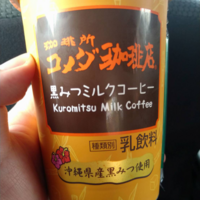 珈琲所
コメダ珈琲店
黒みつミルクコーヒー
Kuromitsu Milk Coffee
種類別 乳飲料
沖縄県産黒みつ使用